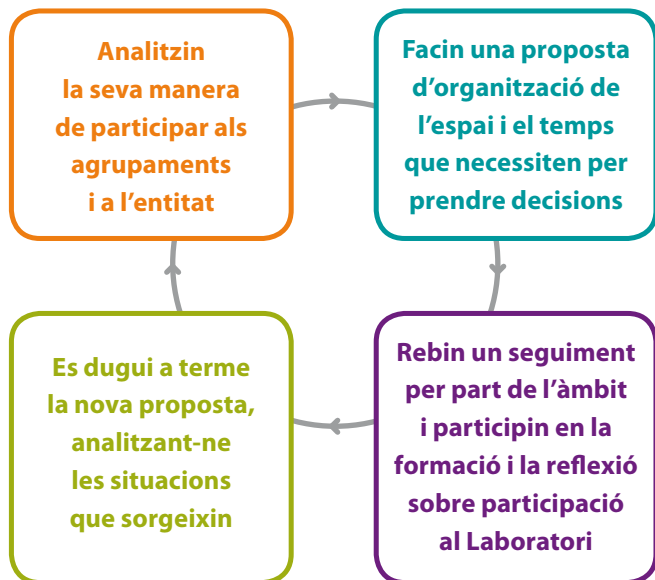 Analitzin
la seva manera
de participar als
agrupaments
i a l’entitat
Facin una proposta
d’organització de
l’espai i el temps
que necessiten per
prendre decisions
Rebin un seguiment
per part de l’àmbit
i participin en la
formació i la reflexió
sobre participació
al Laboratori
Es dugui a terme
la nova proposta,
analitzant-ne
les situacions
que sorgeixin